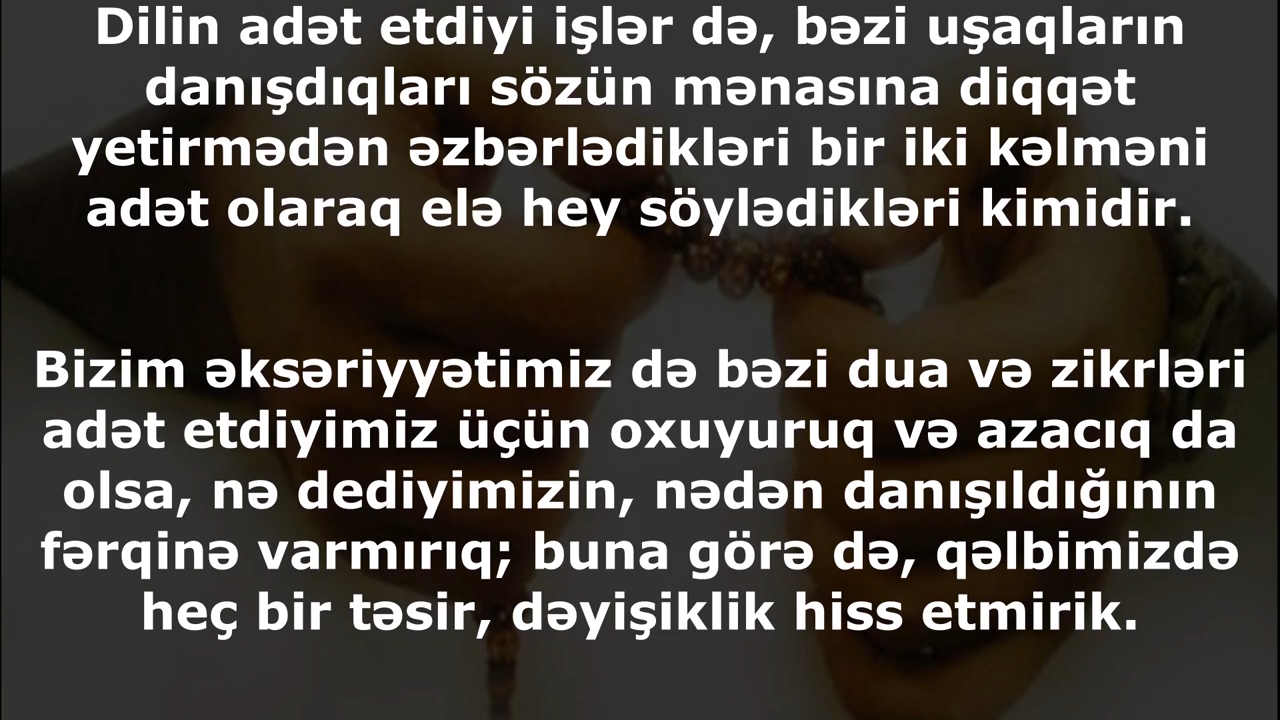 Dilin adət etdiyi işlər də, bəzi uşaqların
danışdıqları sözün mənasına diqqət
yetirmədən əzbərlədikləri bir iki kəlməni
adət olaraq elə hey söylədikləri kimidir.
Bizim əksəriyyətimiz də bəzi dua və zikrləri
adət etdiyimiz üçün oxuyuruq və azacıq da
olsa, nə dediyimizin, nədən danışıldığının
fərqinə varmırıq; buna görə də, qəlbimizdə
heç bir təsir, dəyişiklik hiss etmirik.